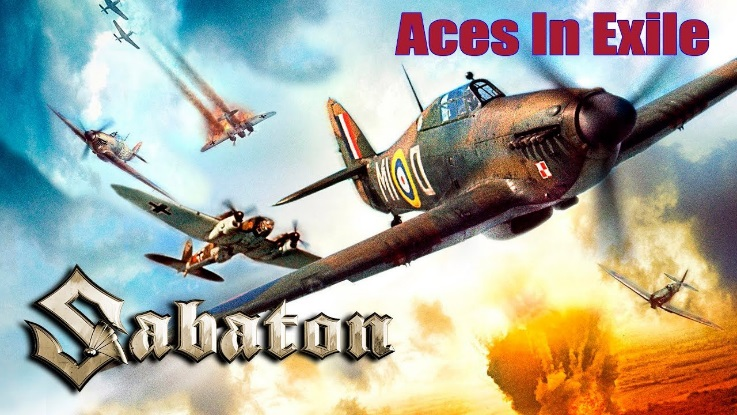 Aces In Exile
MI D
Sabaton